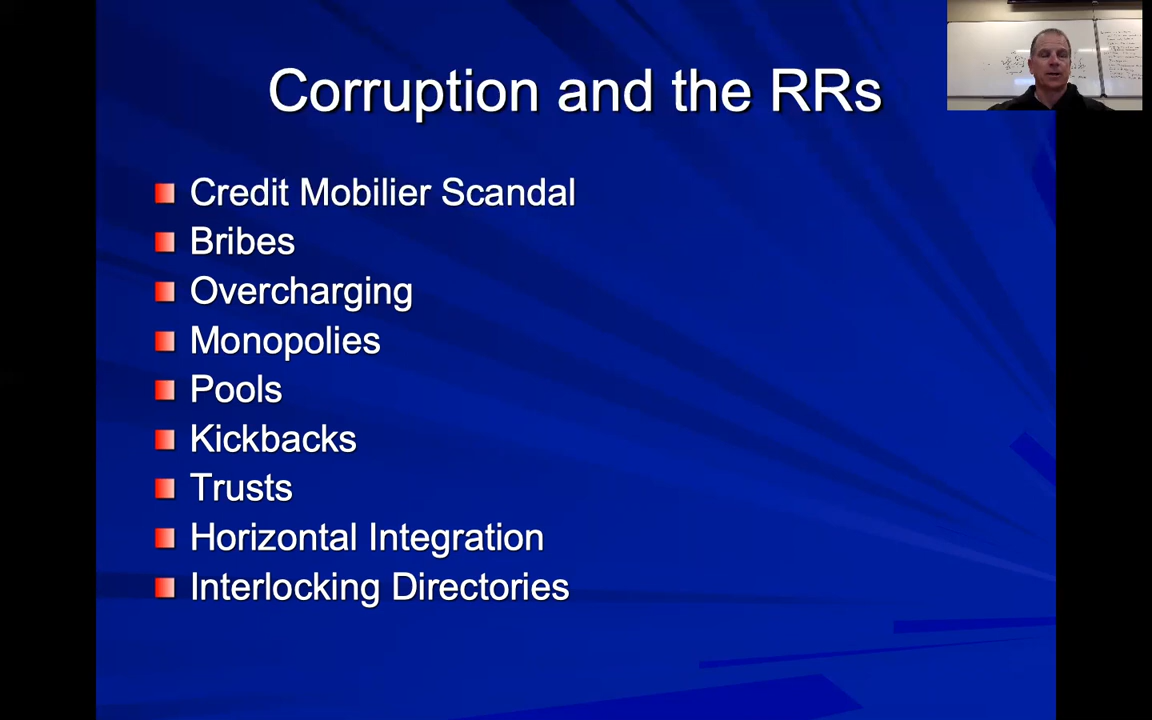 Corruption and the RRs
Credit Mobilier Scandal
Bribes
Overcharging
Monopolies
Pools
Kickbacks
Trusts
Horizontal Integration
Interlocking Directories